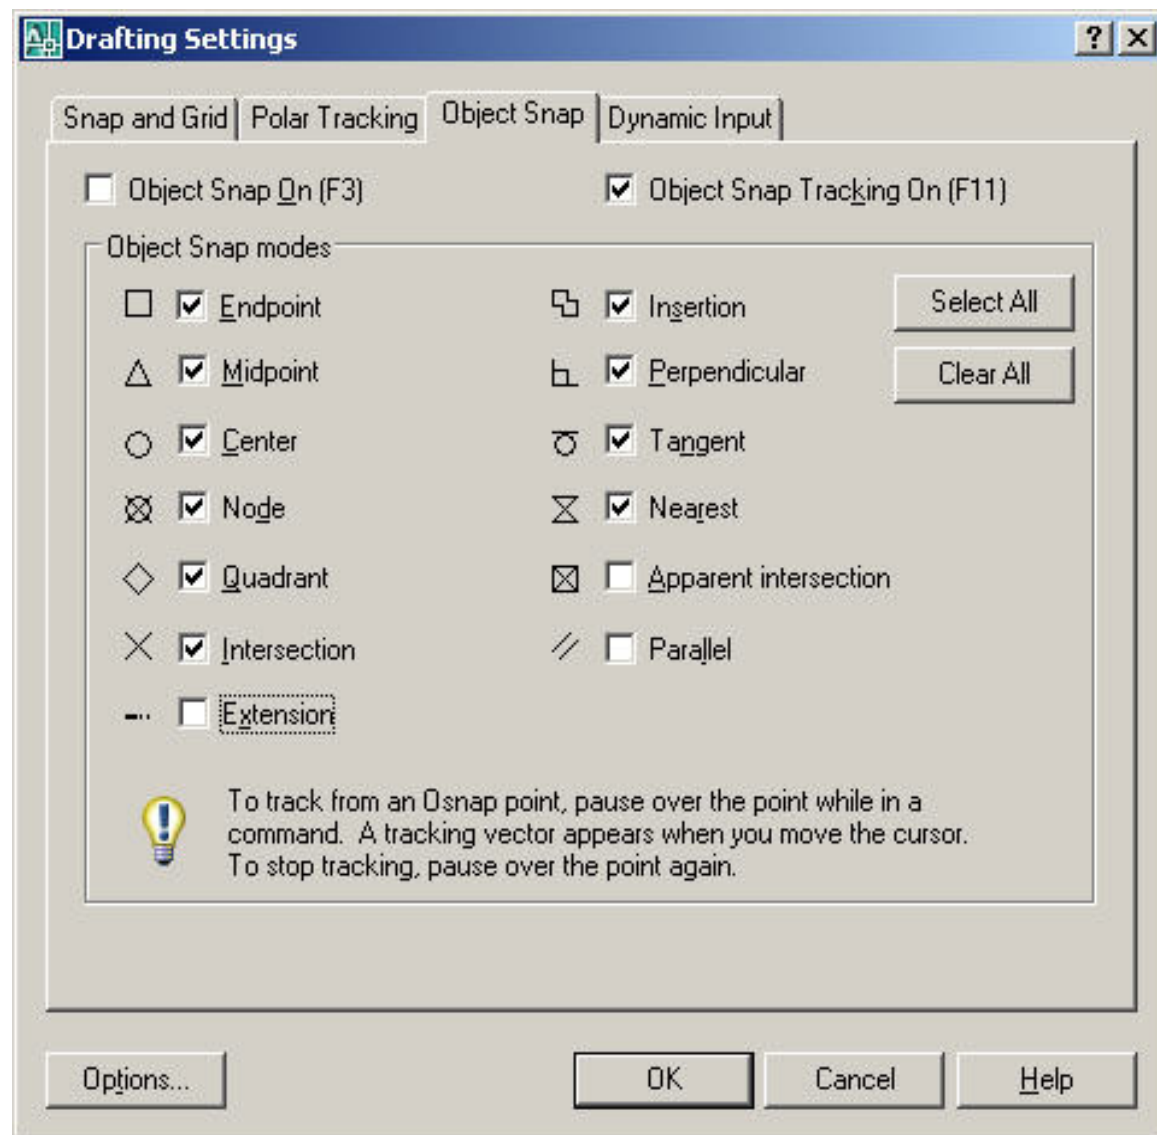 Drafting Settings
Snap and Grid
Polar Tracking
Object Snap
Dynamic Input
Object Snap On (F3)
Object Snap Tracking On (F11)
Object Snap modes
Endpoint
Insertion
Select All
Midpoint
Perpendicular
Clear All
Center
Tangent
Node
Nearest
Quadrant
Apparent intersection
Intersection
Parallel
Extension
To track from an Osnap point, pause over the point while in a
command. A tracking vector appears when you move the cursor.
To stop tracking, pause over the point again.
Options...
OK
Cancel
Help